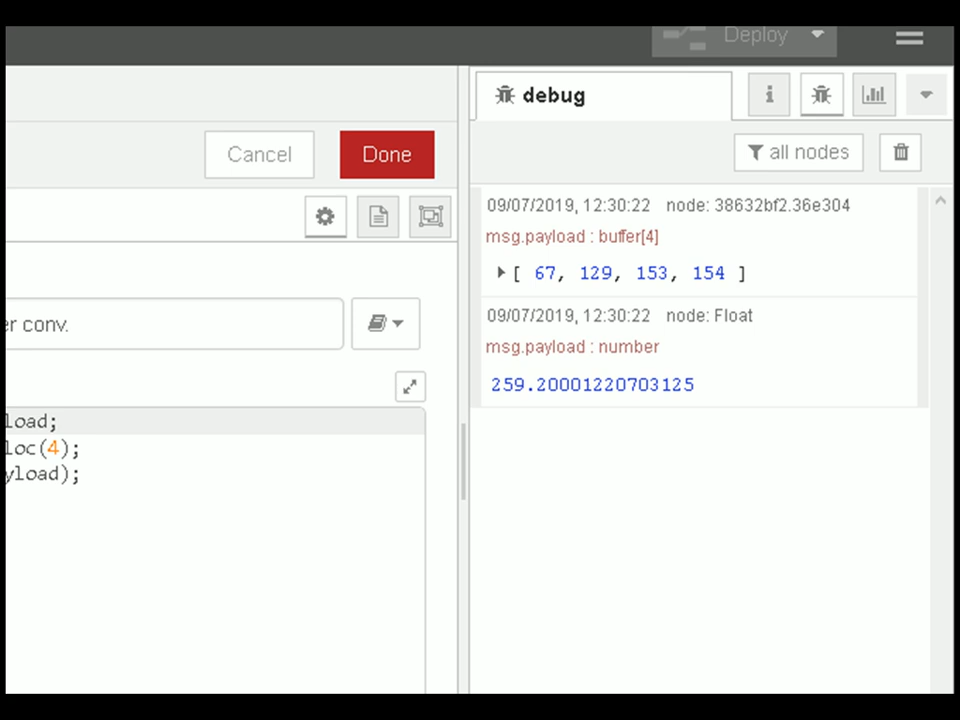 Deploy
debug
Cancel
Done
all nodes
09/07/2019, 12:30:22 node: 38632bf2.36e304
msg.payload : buffer[4]
[ 67, 129, 153, 154 ]
09/07/2019, 12:30:22 node: Float
er conv.
msg.payload : number
259.20001220703125
load;
loc(4);
yload);